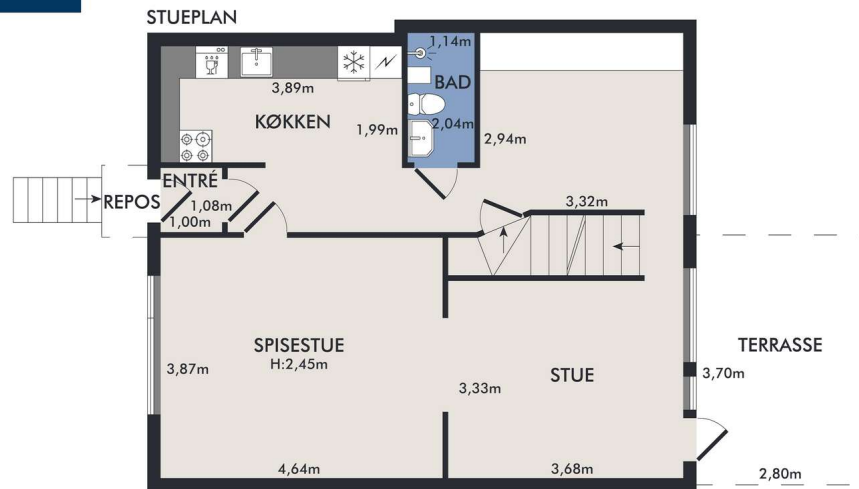 STUEPLAN
1,14m
BAD
3,89m
KØKKEN
1,99m
2,04m
2,94m
ENTRÉ
REPOS
1,08m
1,00m
3,32m
SPISESTUE
H:2,45m
3,87m
3,33m
STUE
TERRASSE
3,70m
4,64m
3,68m
2,80m